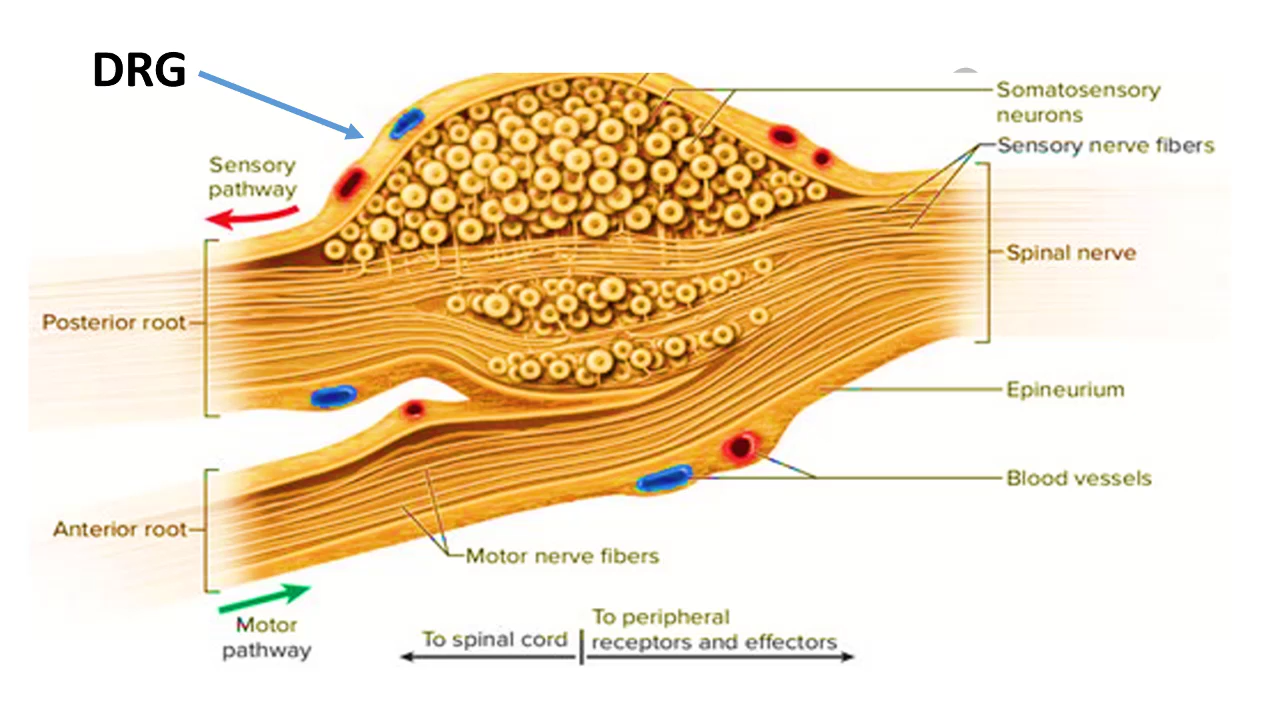 DRG
Somatosensory
neurons
Sensory nerve fibers
Sensory
pathway
Spinal nerve
Posterior root
Epineurium
Blood vessels
Anterior root
Motor nerve fibers
Motor
pathway
To spinal cord
To peripheral
receptors and effectors